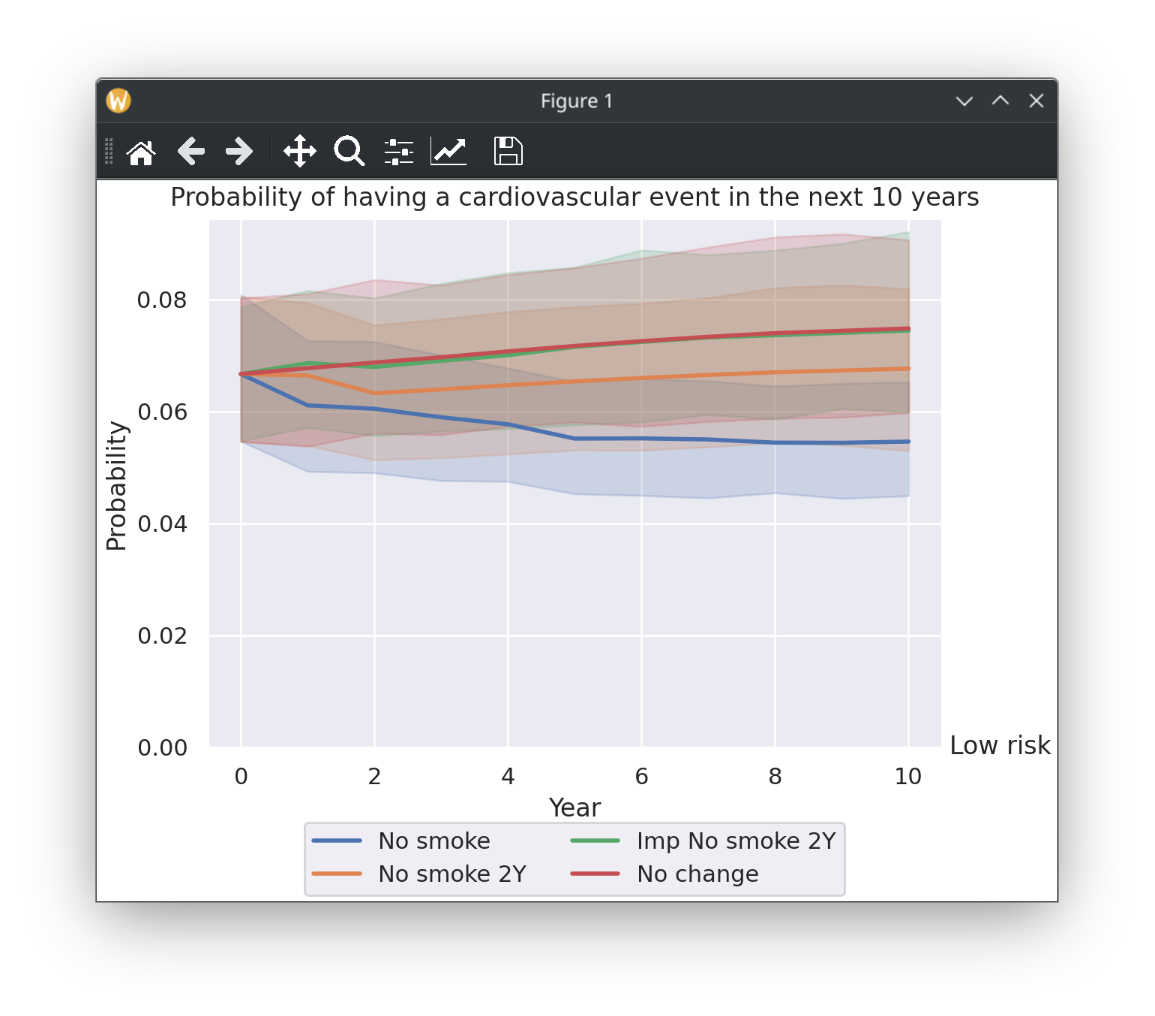 Figure 1
Probability of having a cardiovascular event in the next 10 years
0.08
0.06
0.04
0.02
0.00
Probability
0 2 4 6 8 10
Low risk
Year
No smoke Imp No smoke 2Y
No smoke 2Y No change